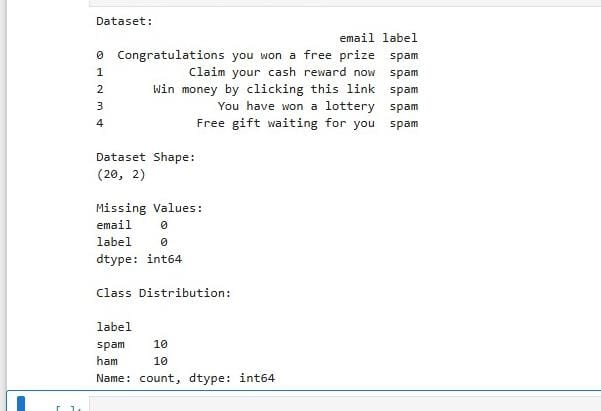 Dataset:
email label
0 Congratulations you won a free prize spam
1 Claim your cash reward now spam
2 Win money by clicking this link spam
3 You have won a lottery spam
4 Free gift waiting for you spam
Dataset Shape:
(20, 2)
Missing Values:
email 0
label 0
dtype: int64
Class Distribution:
label
spam 10
ham 10
Name: count, dtype: int64
[ ]: